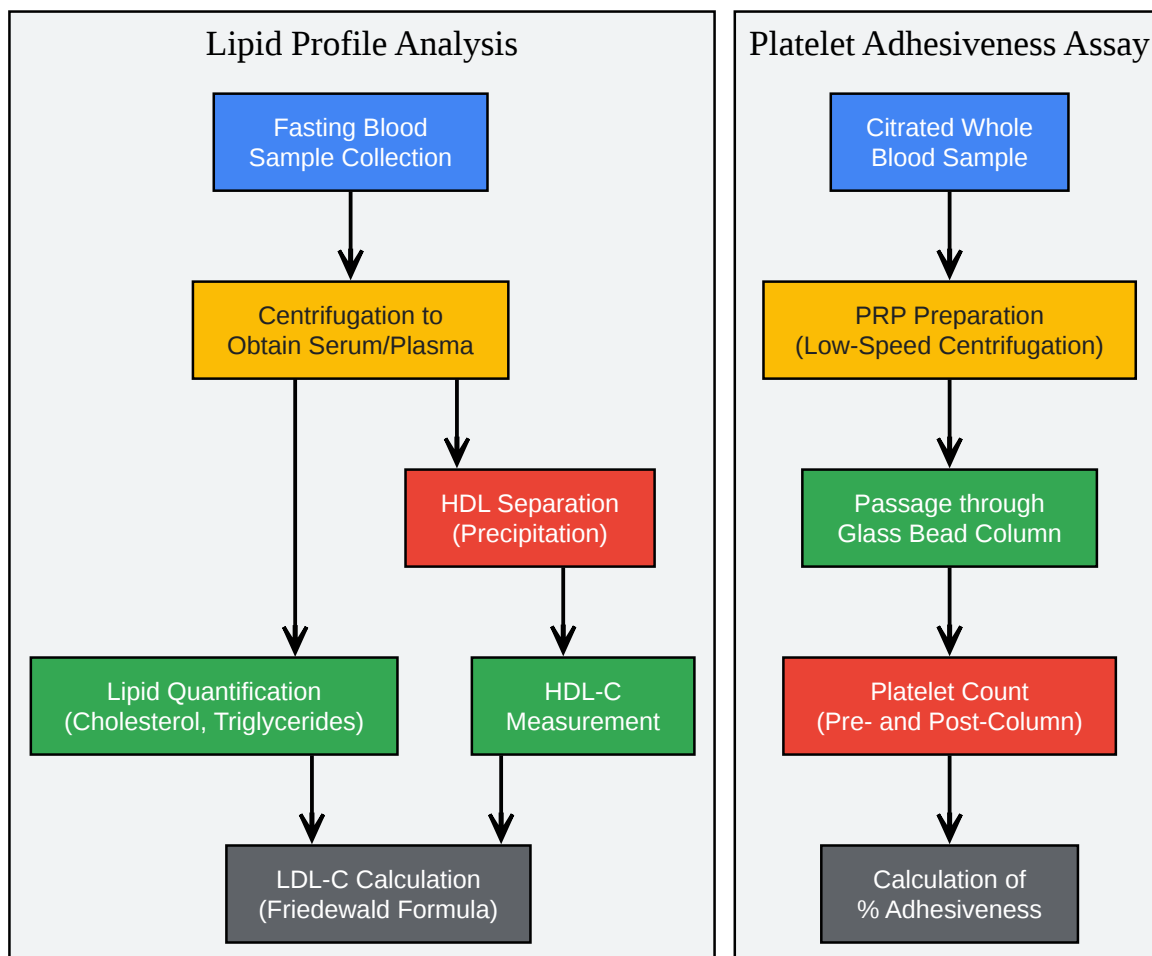 Lipid Profile Analysis
Fasting Blood
Sample Collection
Centrifugation to
Obtain Serum/Plasma
HDL Separation
(Precipitation)
Lipid Quantification
(Cholesterol, Triglycerides)
HDL-C
Measurement
LDL-C Calculation
(Friedewald Formula)
Platelet Adhesiveness Assay
Citrated Whole
Blood Sample
PRP Preparation
(Low-Speed Centrifugation)
Passage through
Glass Bead Column
Platelet Count
(Pre- and Post-Column)
Calculation of
% Adhesiveness